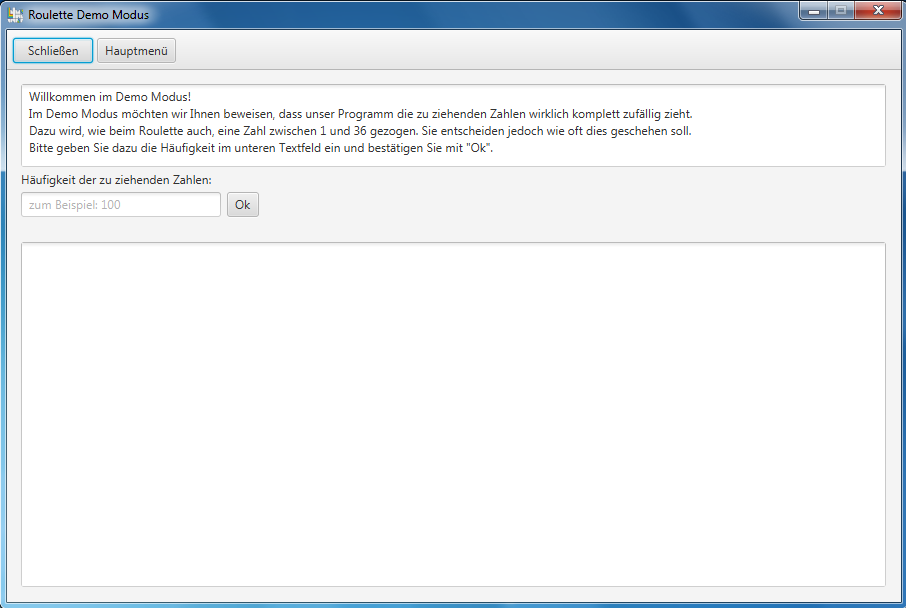 Roulette Demo Modus
Schließen Hauptmenü
Willkommen im Demo Modus!
Im Demo Modus möchten wir Ihnen beweisen, dass unser Programm die zu ziehenden Zahlen wirklich komplett zufällig zieht.
Dazu wird, wie beim Roulette auch, eine Zahl zwischen 1 und 36 gezogen. Sie entscheiden jedoch wie oft dies geschehen soll.
Bitte geben Sie dazu die Häufigkeit im unteren Textfeld ein und bestätigen Sie mit "Ok".
Häufigkeit der zu ziehenden Zahlen:
zum Beispiel: 100 Ok